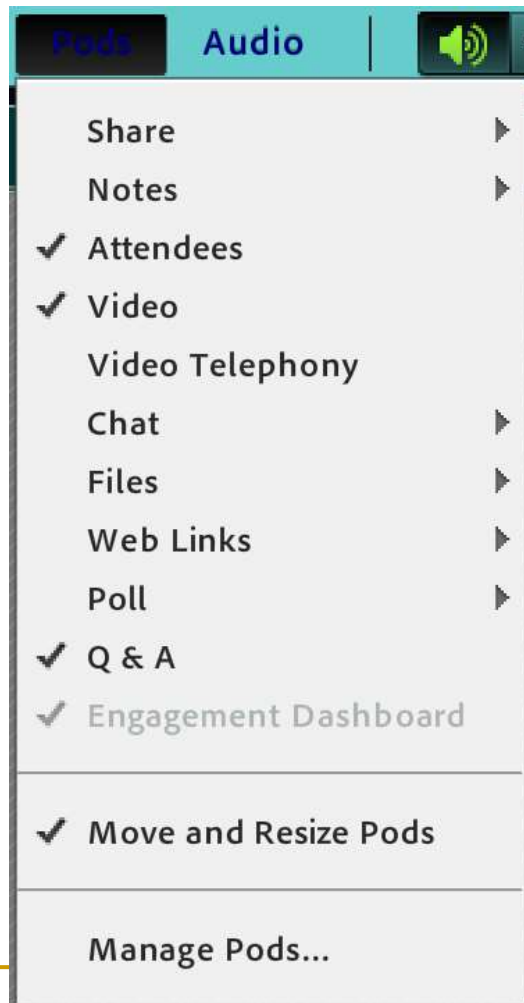 Pods Audio
Share
Notes
Attendees
Video
Video Telephony
Chat
Files
Web Links
Poll
Q & A
Engagement Dashboard
Move and Resize Pods
Manage Pods...